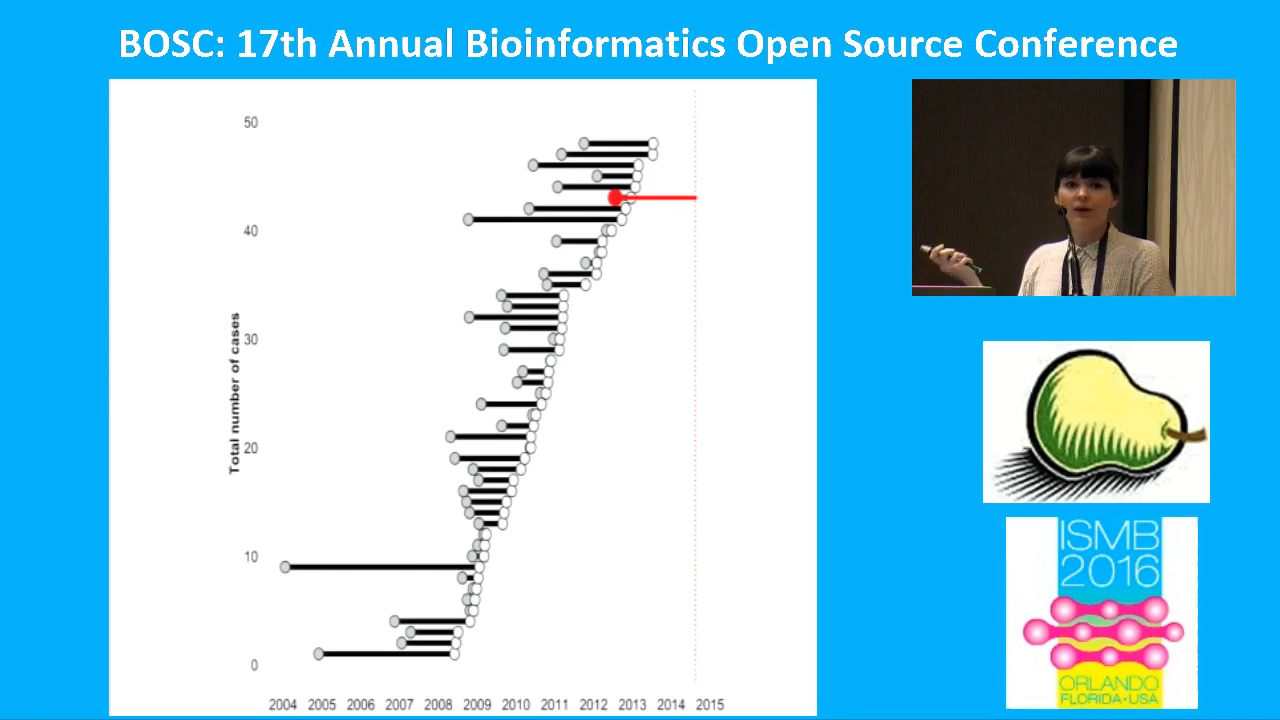 BOSC: 17th Annual Bioinformatics Open Source Conference
50
40
30
20
10
0
Total number of cases
2004 2005 2006 2007 2008 2009 2010 2011 2012 2013 2014 2015
ISMB
2016
ORLANDO
FLORIDA•USA